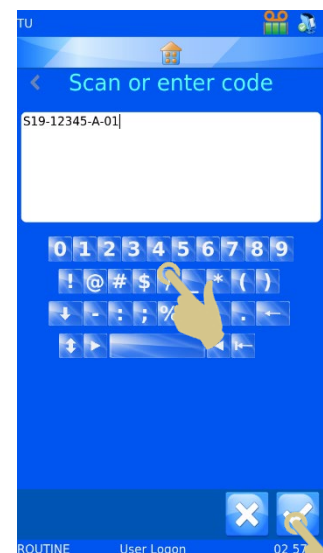 TU
Scan or enter code
S19-12345-A-01
0 1 2 3 4 5 6 7 8 9
! @ # $ * ( )
- : ; % .
ROUTINE User Logon 02 57